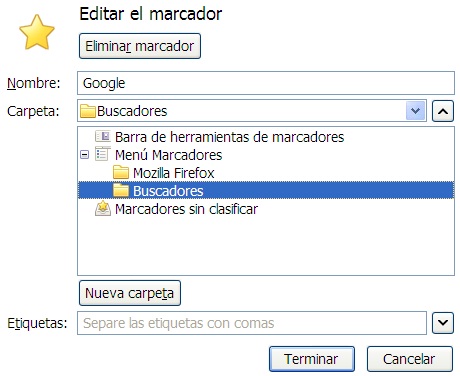 Editar el marcador
Eliminar marcador
Nombre: Google
Carpeta: Buscadores
Barra de herramientas de marcadores
Menú Marcadores
Mozilla Firefox
Buscadores
Marcadores sin clasificar
Nueva carpeta
Etiquetas: Separe las etiquetas con comas
Terminar Cancelar